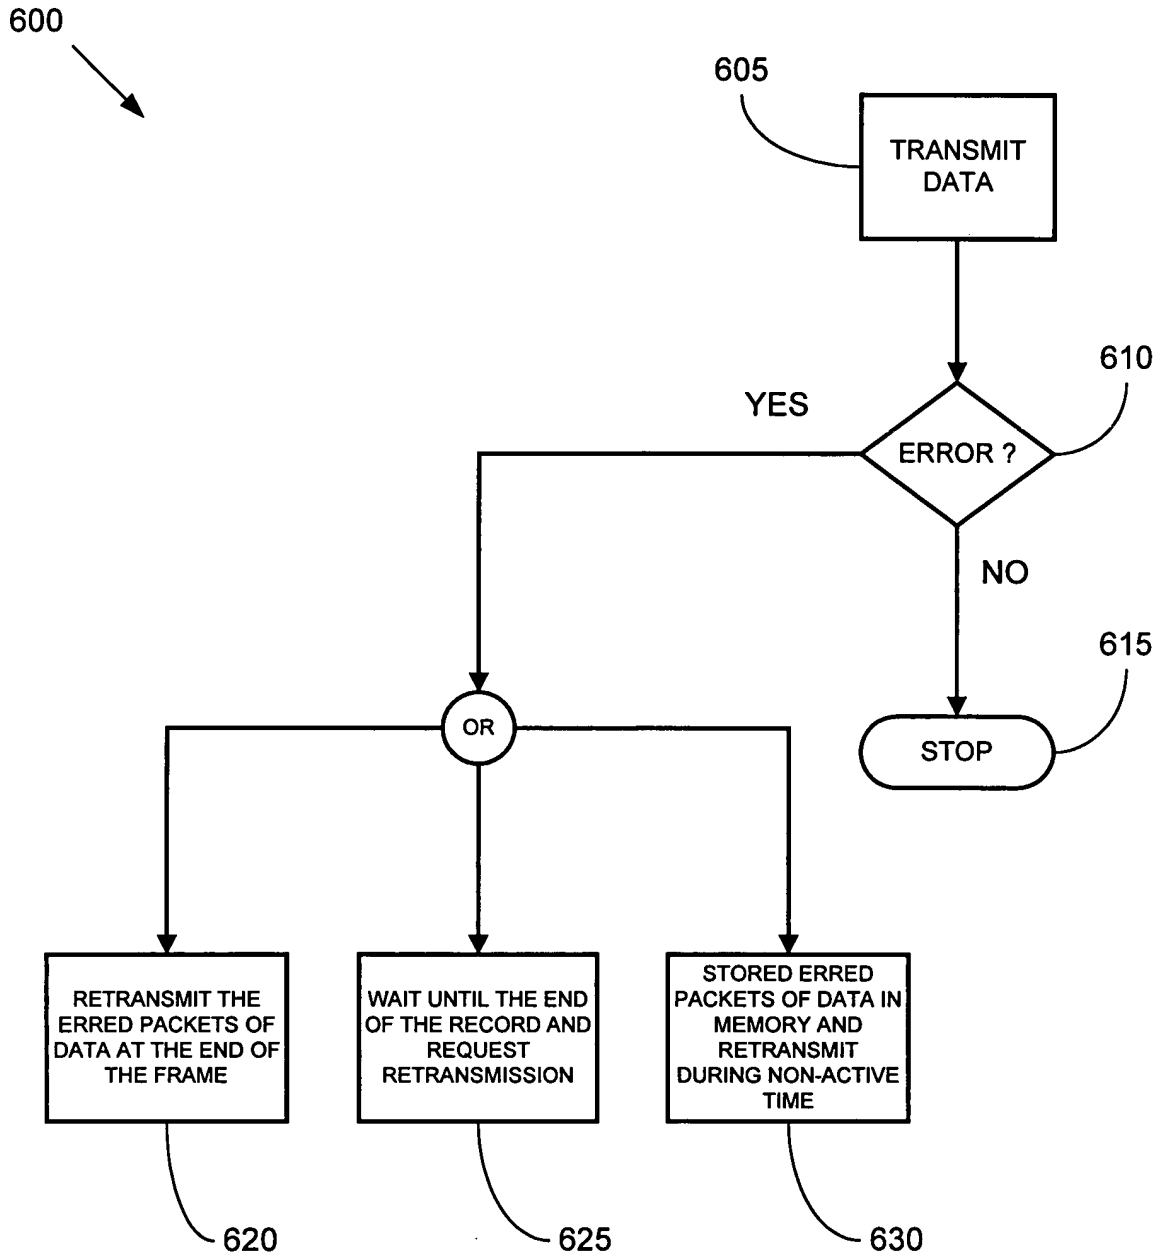 600
605
TRANSMIT
DATA
610
YES
ERROR ?
NO
615
OR
STOP
RETRANSMIT THE
ERRED PACKETS OF
DATA AT THE END OF
THE FRAME
WAIT UNTIL THE END
OF THE RECORD AND
REQUEST
RETRANSMISSION
STORED ERRED
PACKETS OF DATA IN
MEMORY AND
RETRANSMIT
DURING NON-ACTIVE
TIME
620
625
630